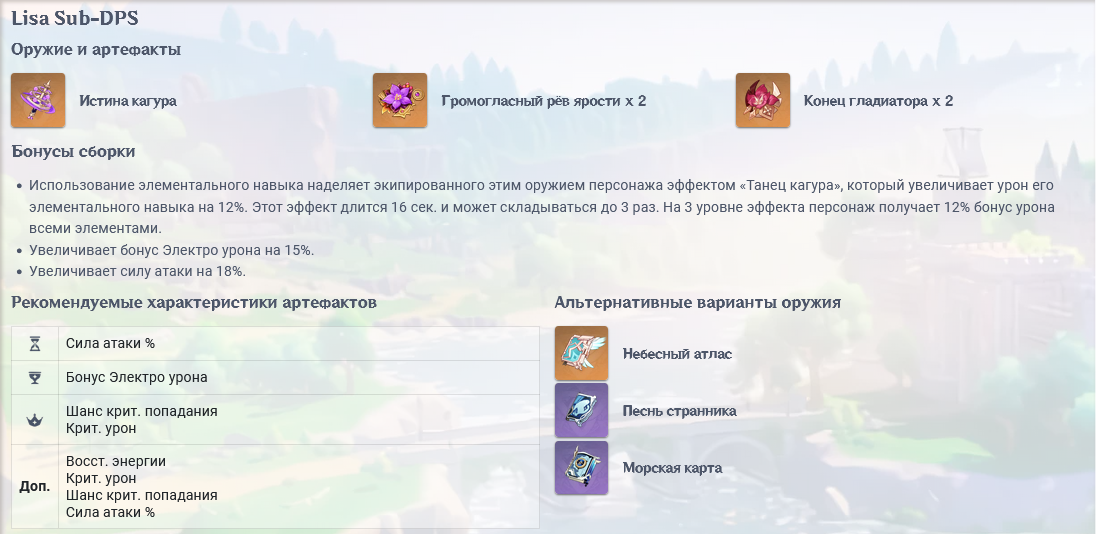 Lisa Sub-DPS
Оружие и артефакты
Истина кагура
Громогласный рёв ярости x 2
Конец гладиатора x 2
Бонусы сборки
• Использование элементального навыка наделяет экипированного этим оружием персонажа эффектом «Танец кагура», который увеличивает урон его
элементального навыка на 12%. Этот эффект длится 16 сек. и может складываться до 3 раз. На 3 уровне эффекта персонаж получает 12% бонус урона
всеми элементами.
• Увеличивает бонус Электро урона на 15%.
• Увеличивает силу атаки на 18%.
Рекомендуемые характеристики артефактов
Сила атаки %
Бонус Электро урона
Шанс крит. попадания
Крит. урон
Доп.
Восст. энергии
Крит. урон
Шанс крит. попадания
Сила атаки %
Альтернативные варианты оружия
Небесный атлас
Песнь странника
Морская карта